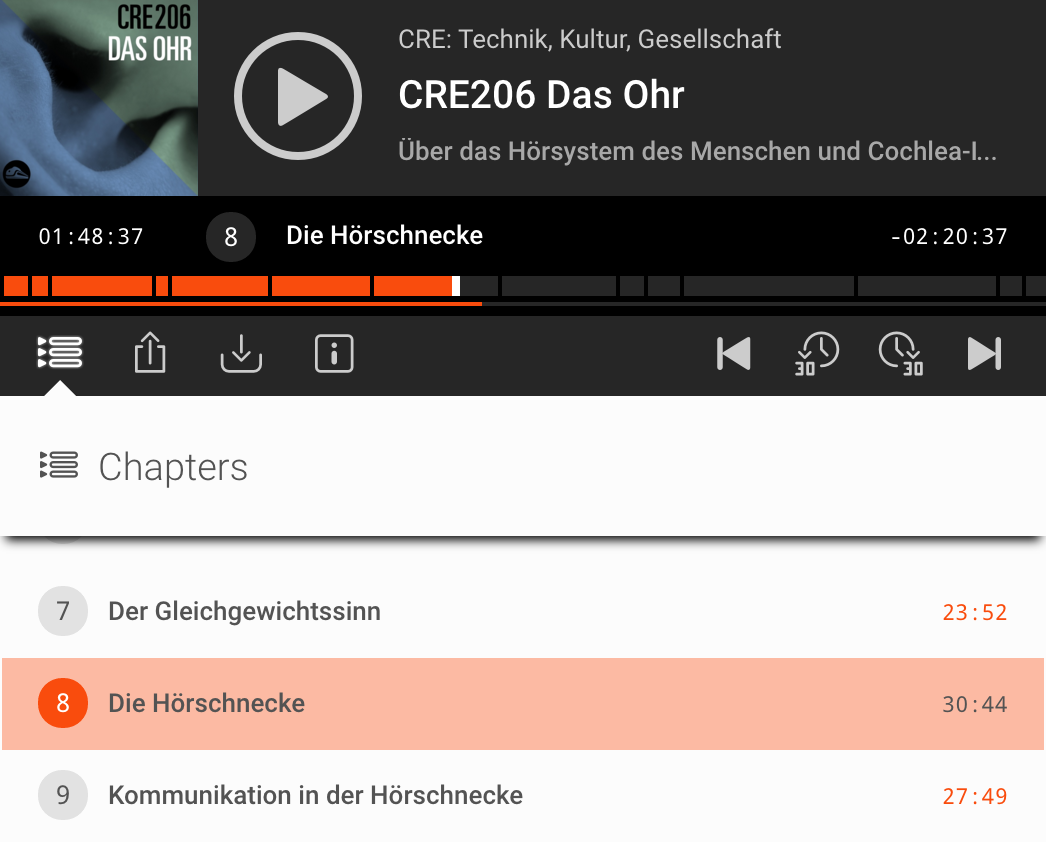 CRE206
DAS OHR
CRE: Technik, Kultur, Gesellschaft
CRE206 Das Ohr
Über das Hörsystem des Menschen und Cochlea-I...
01:48:37 8 Die Hörschnecke -02:20:37
30 30
Chapters
7 Der Gleichgewichtssinn 23:52
8 Die Hörschnecke 30:44
9 Kommunikation in der Hörschnecke 27:49